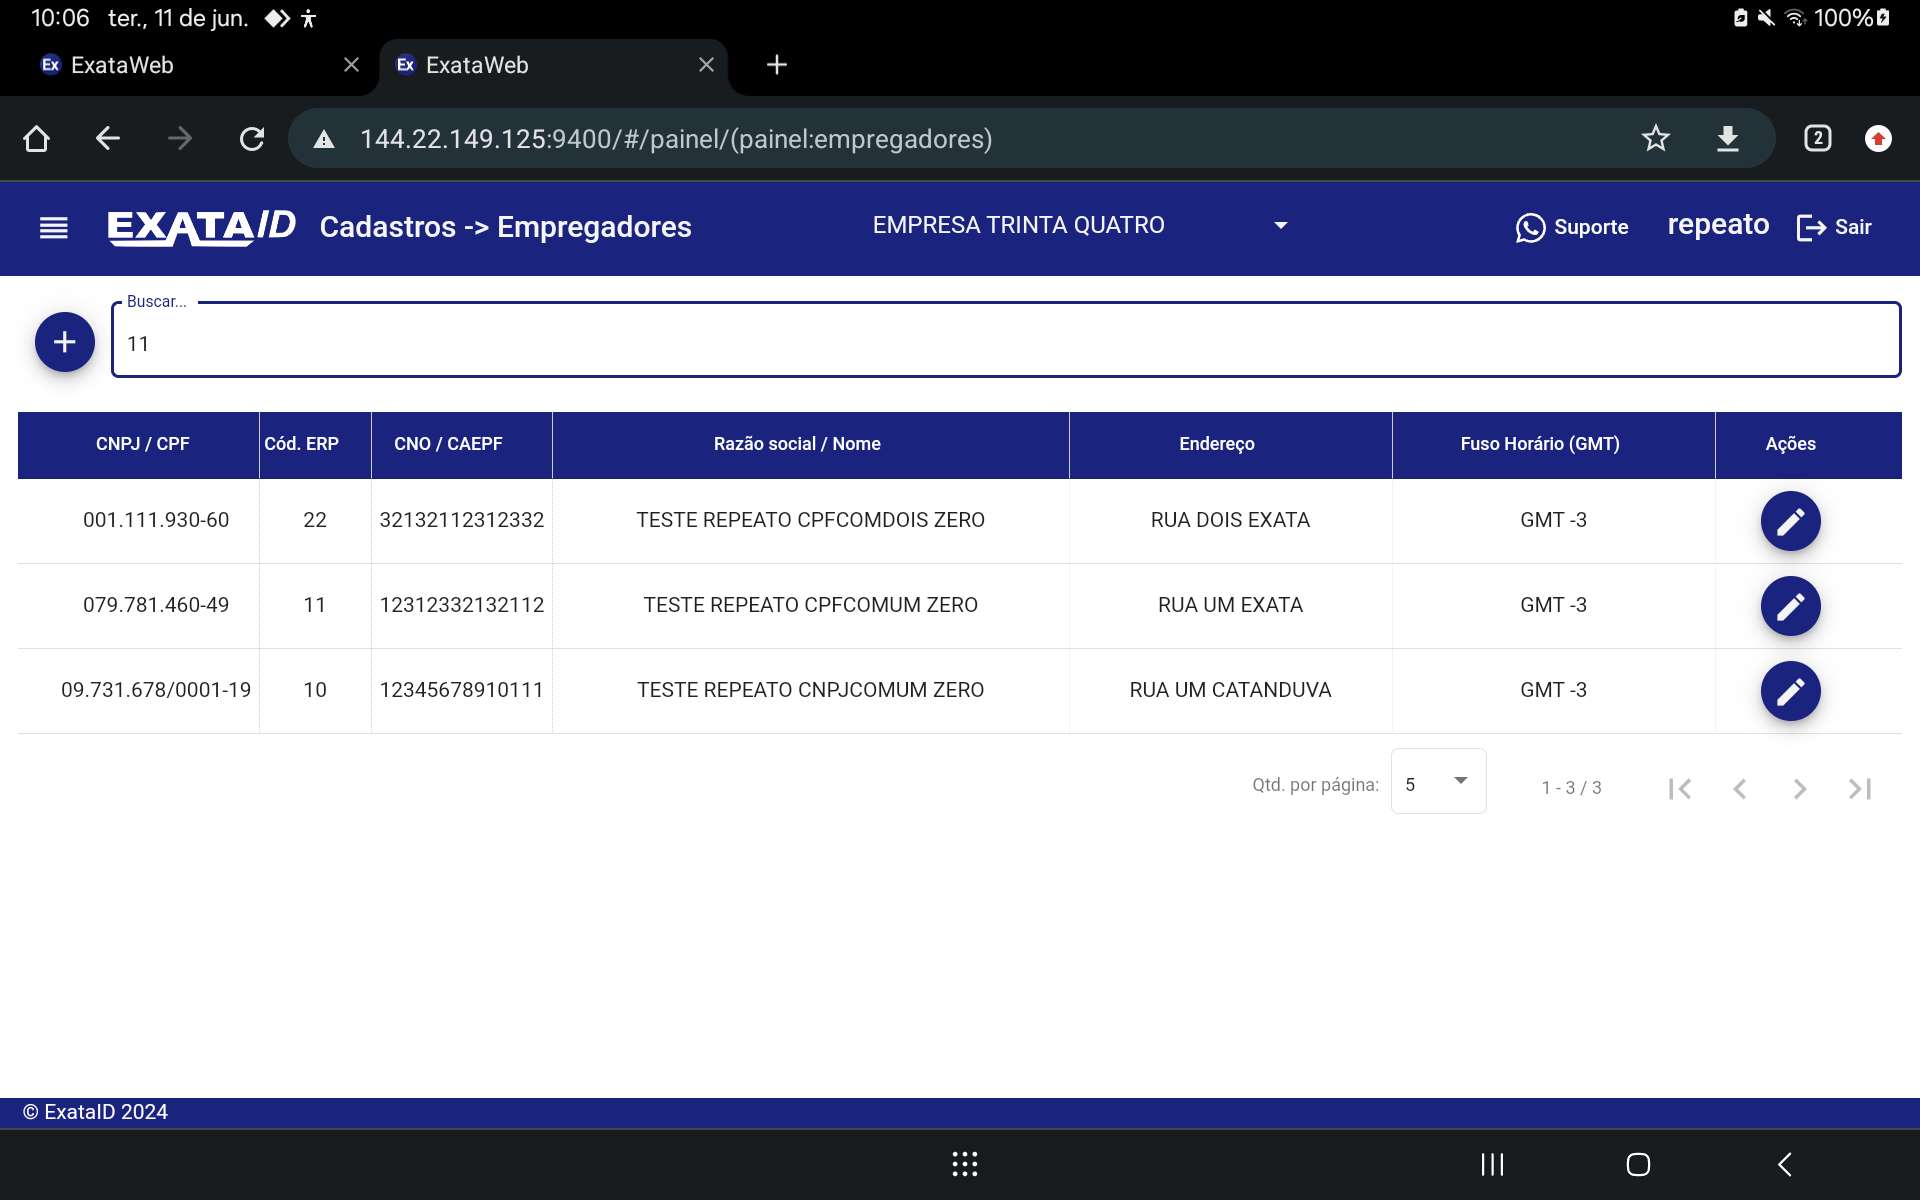 10:06 ter., 11 de jun. 100%
Ex ExataWeb Ex ExataWeb
144.22.149.125:9400/#/painel/(painel:empregadores) 2
EXATAID Cadastros -> Empregadores EMPRESA TRINTA QUATRO Suporte repeato Sair
Buscar...
11
CNPJ / CPF Cód. ERP CNO / CAEPF Razão social / Nome Endereço Fuso Horário (GMT) Ações
001.111.930-60 22 32132112312332 TESTE REPEATO CPFCOMDOIS ZERO RUA DOIS EXATA GMT -3
079.781.460-49 11 12312332132112 TESTE REPEATO CPFCOMUM ZERO RUA UM EXATA GMT -3
09.731.678/0001-19 10 12345678910111 TESTE REPEATO CNPJCOMUM ZERO RUA UM CATANDUVA GMT -3
Qtd. por página: 5 1 - 3 / 3
© ExataID 2024